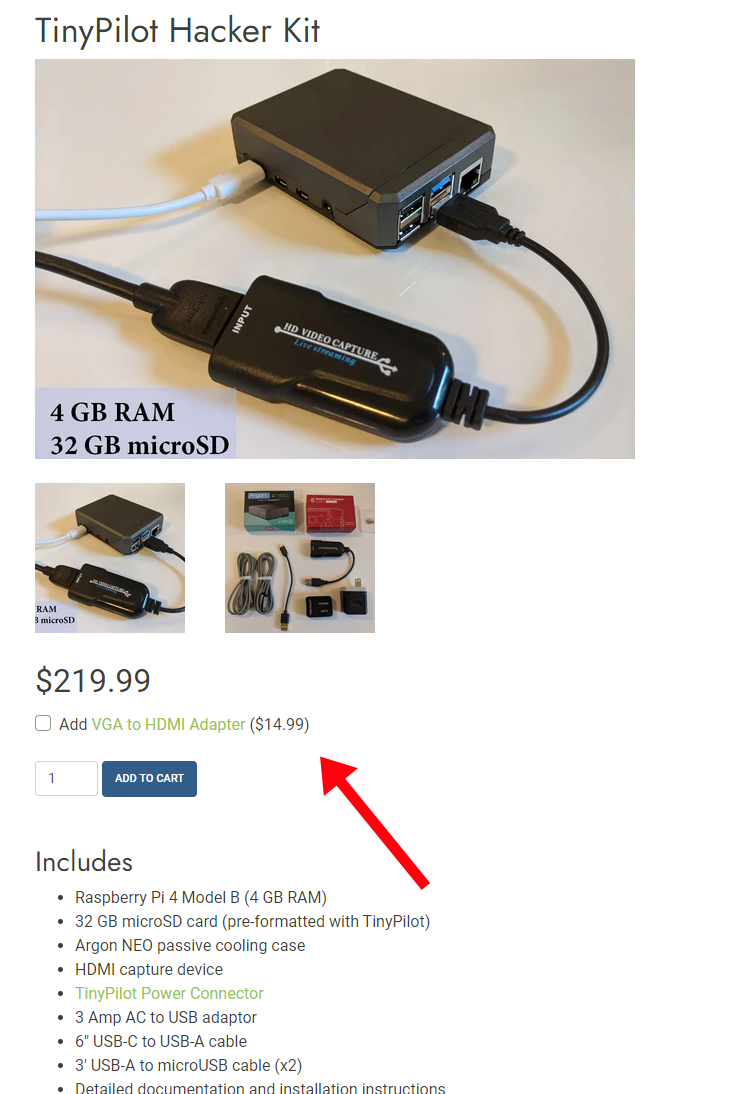 TinyPilot Hacker Kit
INPUT
HD VIDEO CAPTURE
Live streaming
4 GB RAM
32 GB microSD
RAM
B microSD
$219.99
Add VGA to HDMI Adapter ($14.99)
1
ADD TO CART
Includes
Raspberry Pi 4 Model B (4 GB RAM)
32 GB microSD card (pre-formatted with TinyPilot)
Argon NEO passive cooling case
HDMI capture device
TinyPilot Power Connector
3 Amp AC to USB adaptor
6" USB-C to USB-A cable
3' USB-A to microUSB cable (x2)
Detailed documentation and installation instructions